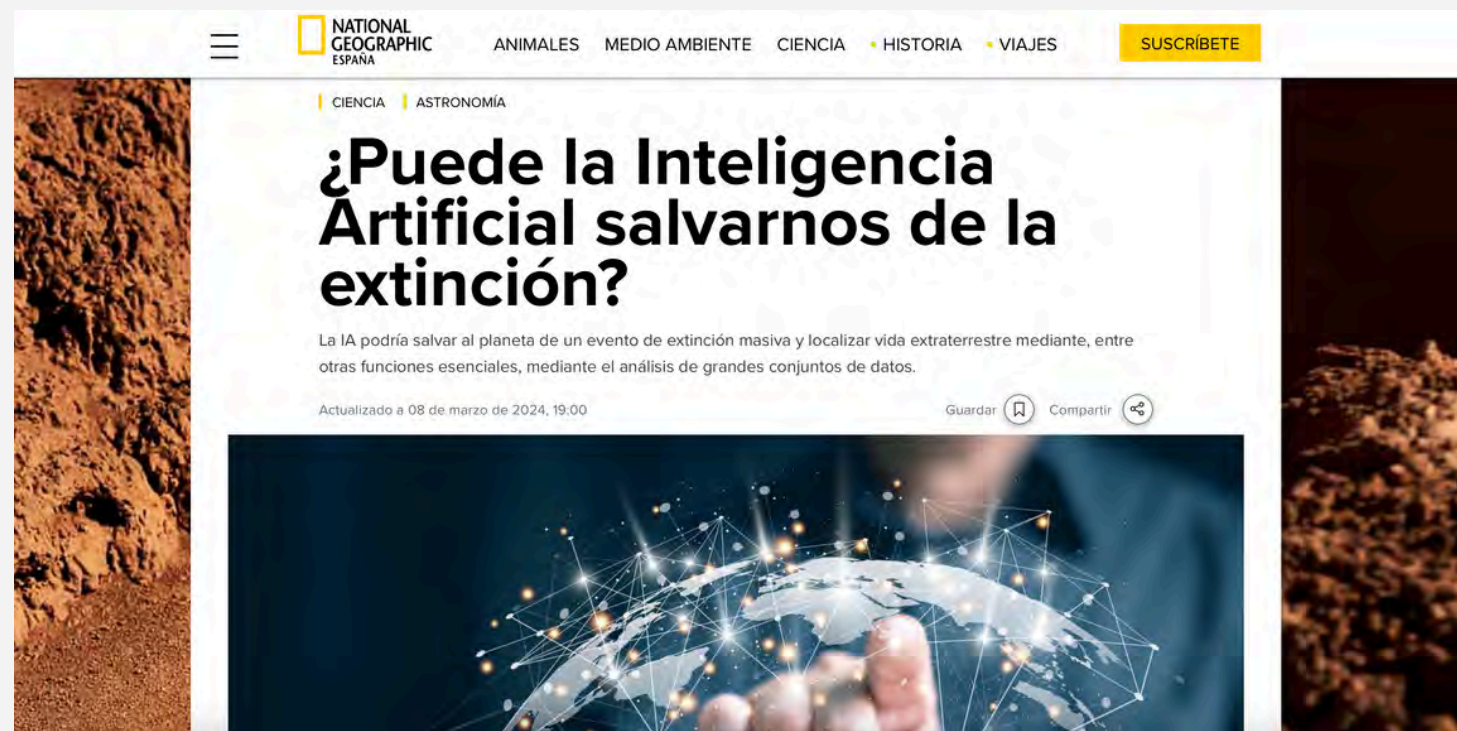 NATIONAL
GEOGRAPHIC
ESPAÑA
ANIMALES MEDIO AMBIENTE CIENCIA HISTORIA VIAJES SUSCRÍBETE
CIENCIA ASTRONOMÍA
¿Puede la Inteligencia
Artificial salvarnos de la
extinción?
La IA podría salvar al planeta de un evento de extinción masiva y localizar vida extraterrestre mediante, entre
otras funciones esenciales, mediante el análisis de grandes conjuntos de datos.
Actualizado a 08 de marzo de 2024, 19:00 Guardar Compartir